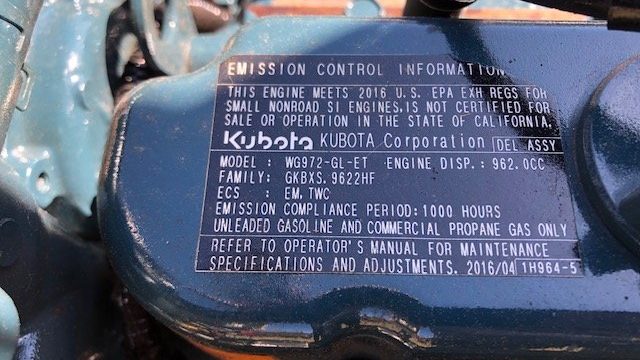 EMISSION CONTROL INFORMATION
THIS ENGINE MEETS 2016 U.S. EPA EXH REGS FOR
SMALL NONROAD SI ENGINES,IS NOT CERTIFIED FOR
SALE OR OPERATION IN THE STATE OF CALIFORNIA.
Kubota KUBOTA Corporation DEL ASSY
MODEL : WG972-GL-ET ENGINE DISP.: 962.0CC
FAMILY: GKBXS.9622HF
ECS : EM,TWC
EMISSION COMPLIANCE PERIOD:1000 HOURS
UNLEADED GASOLINE AND COMMERCIAL PROPANE GAS ONLY
REFER TO OPERATOR'S MANUAL FOR MAINTENANCE
SPECIFICATIONS AND ADJUSTMENTS. 2016/04 1H964-5